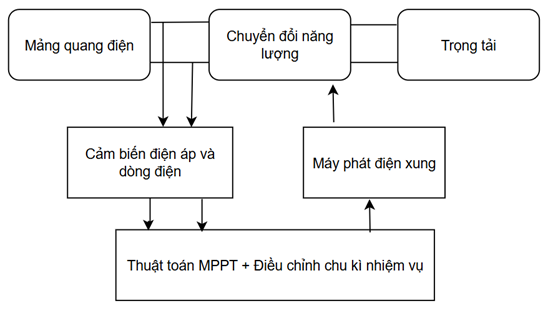 Mảng quang điện
Chuyển đổi năng
lượng
Trọng tải
Cảm biến điện áp và
dòng điện
Máy phát điện xung
Thuật toán MPPT + Điều chỉnh chu kì nhiệm vụ